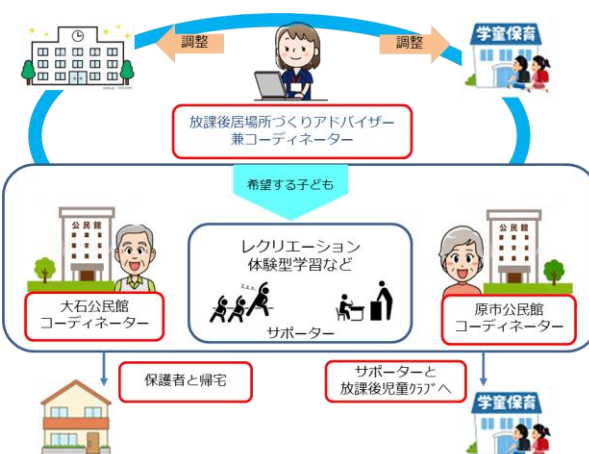 調整
調整
学童保育
放課後居場所づくりアドバイザー
兼コーディネーター
希望する子ども
公民館
公民館
レクリエーション
体験型学習など
サポーター
大石公民館
コーディネーター
原市公民館
コーディネーター
保護者と帰宅
サポーターと
放課後児童ｸﾗﾌﾞへ
学童保育